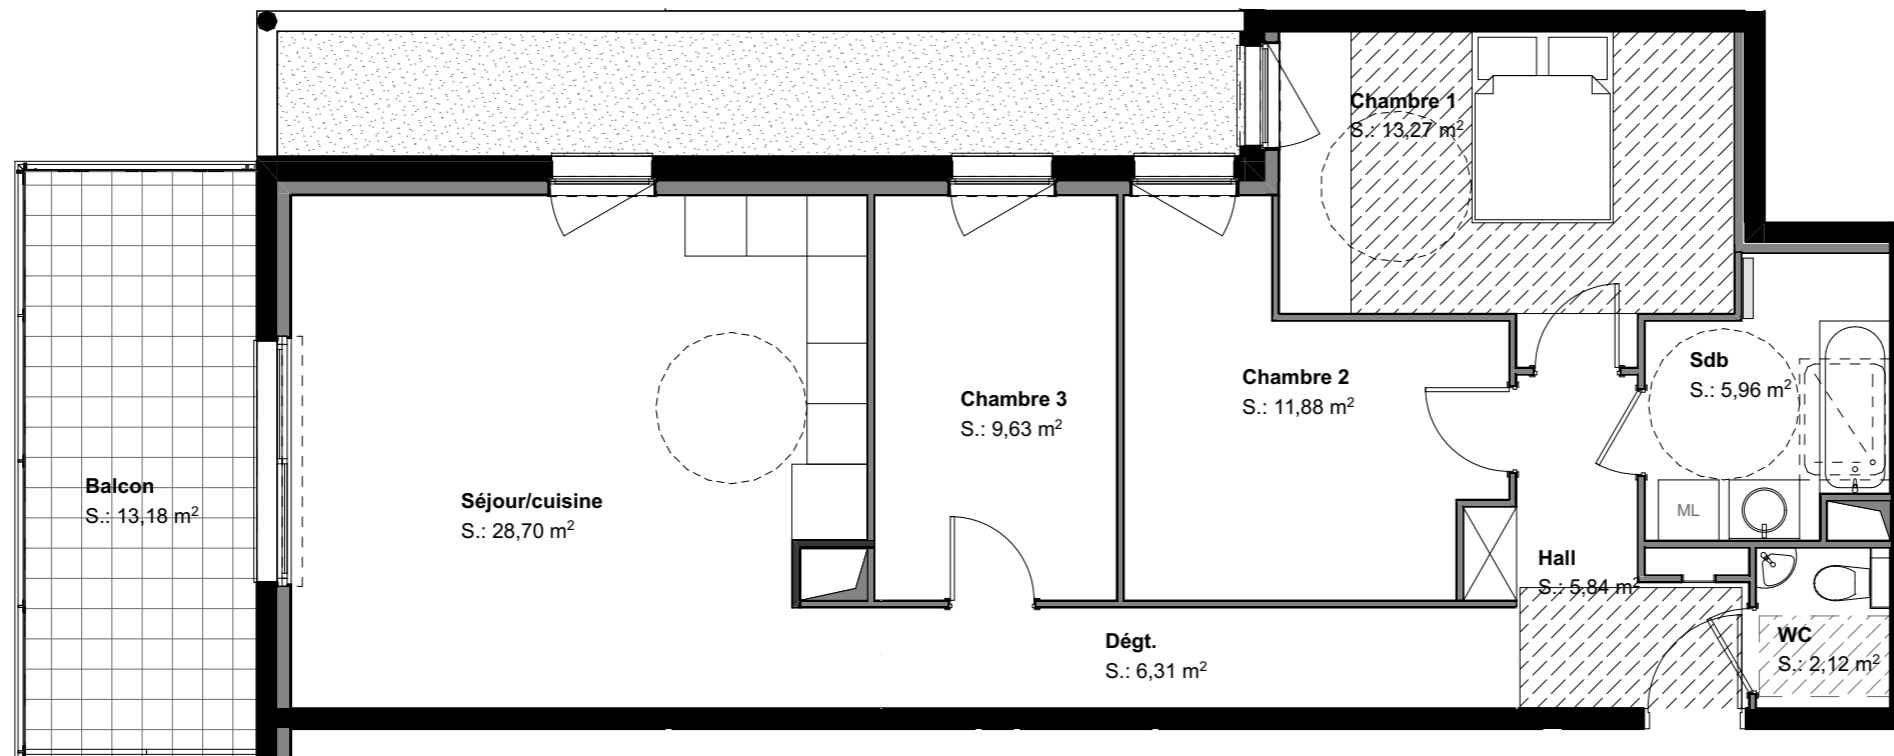 Chambre 1
S.: 13,27 m²
Sdb
S.: 5,96 m²
Chambre 2
S.: 11,88 m²
Chambre 3
S.: 9,63 m²
Balcon
S.: 13,18 m²
Séjour/cuisine
S.: 28,70 m²
ML
Hall
S.: 5,84 m²
Dégt.
S.: 6,31 m²
WC
S.: 2,12 m²